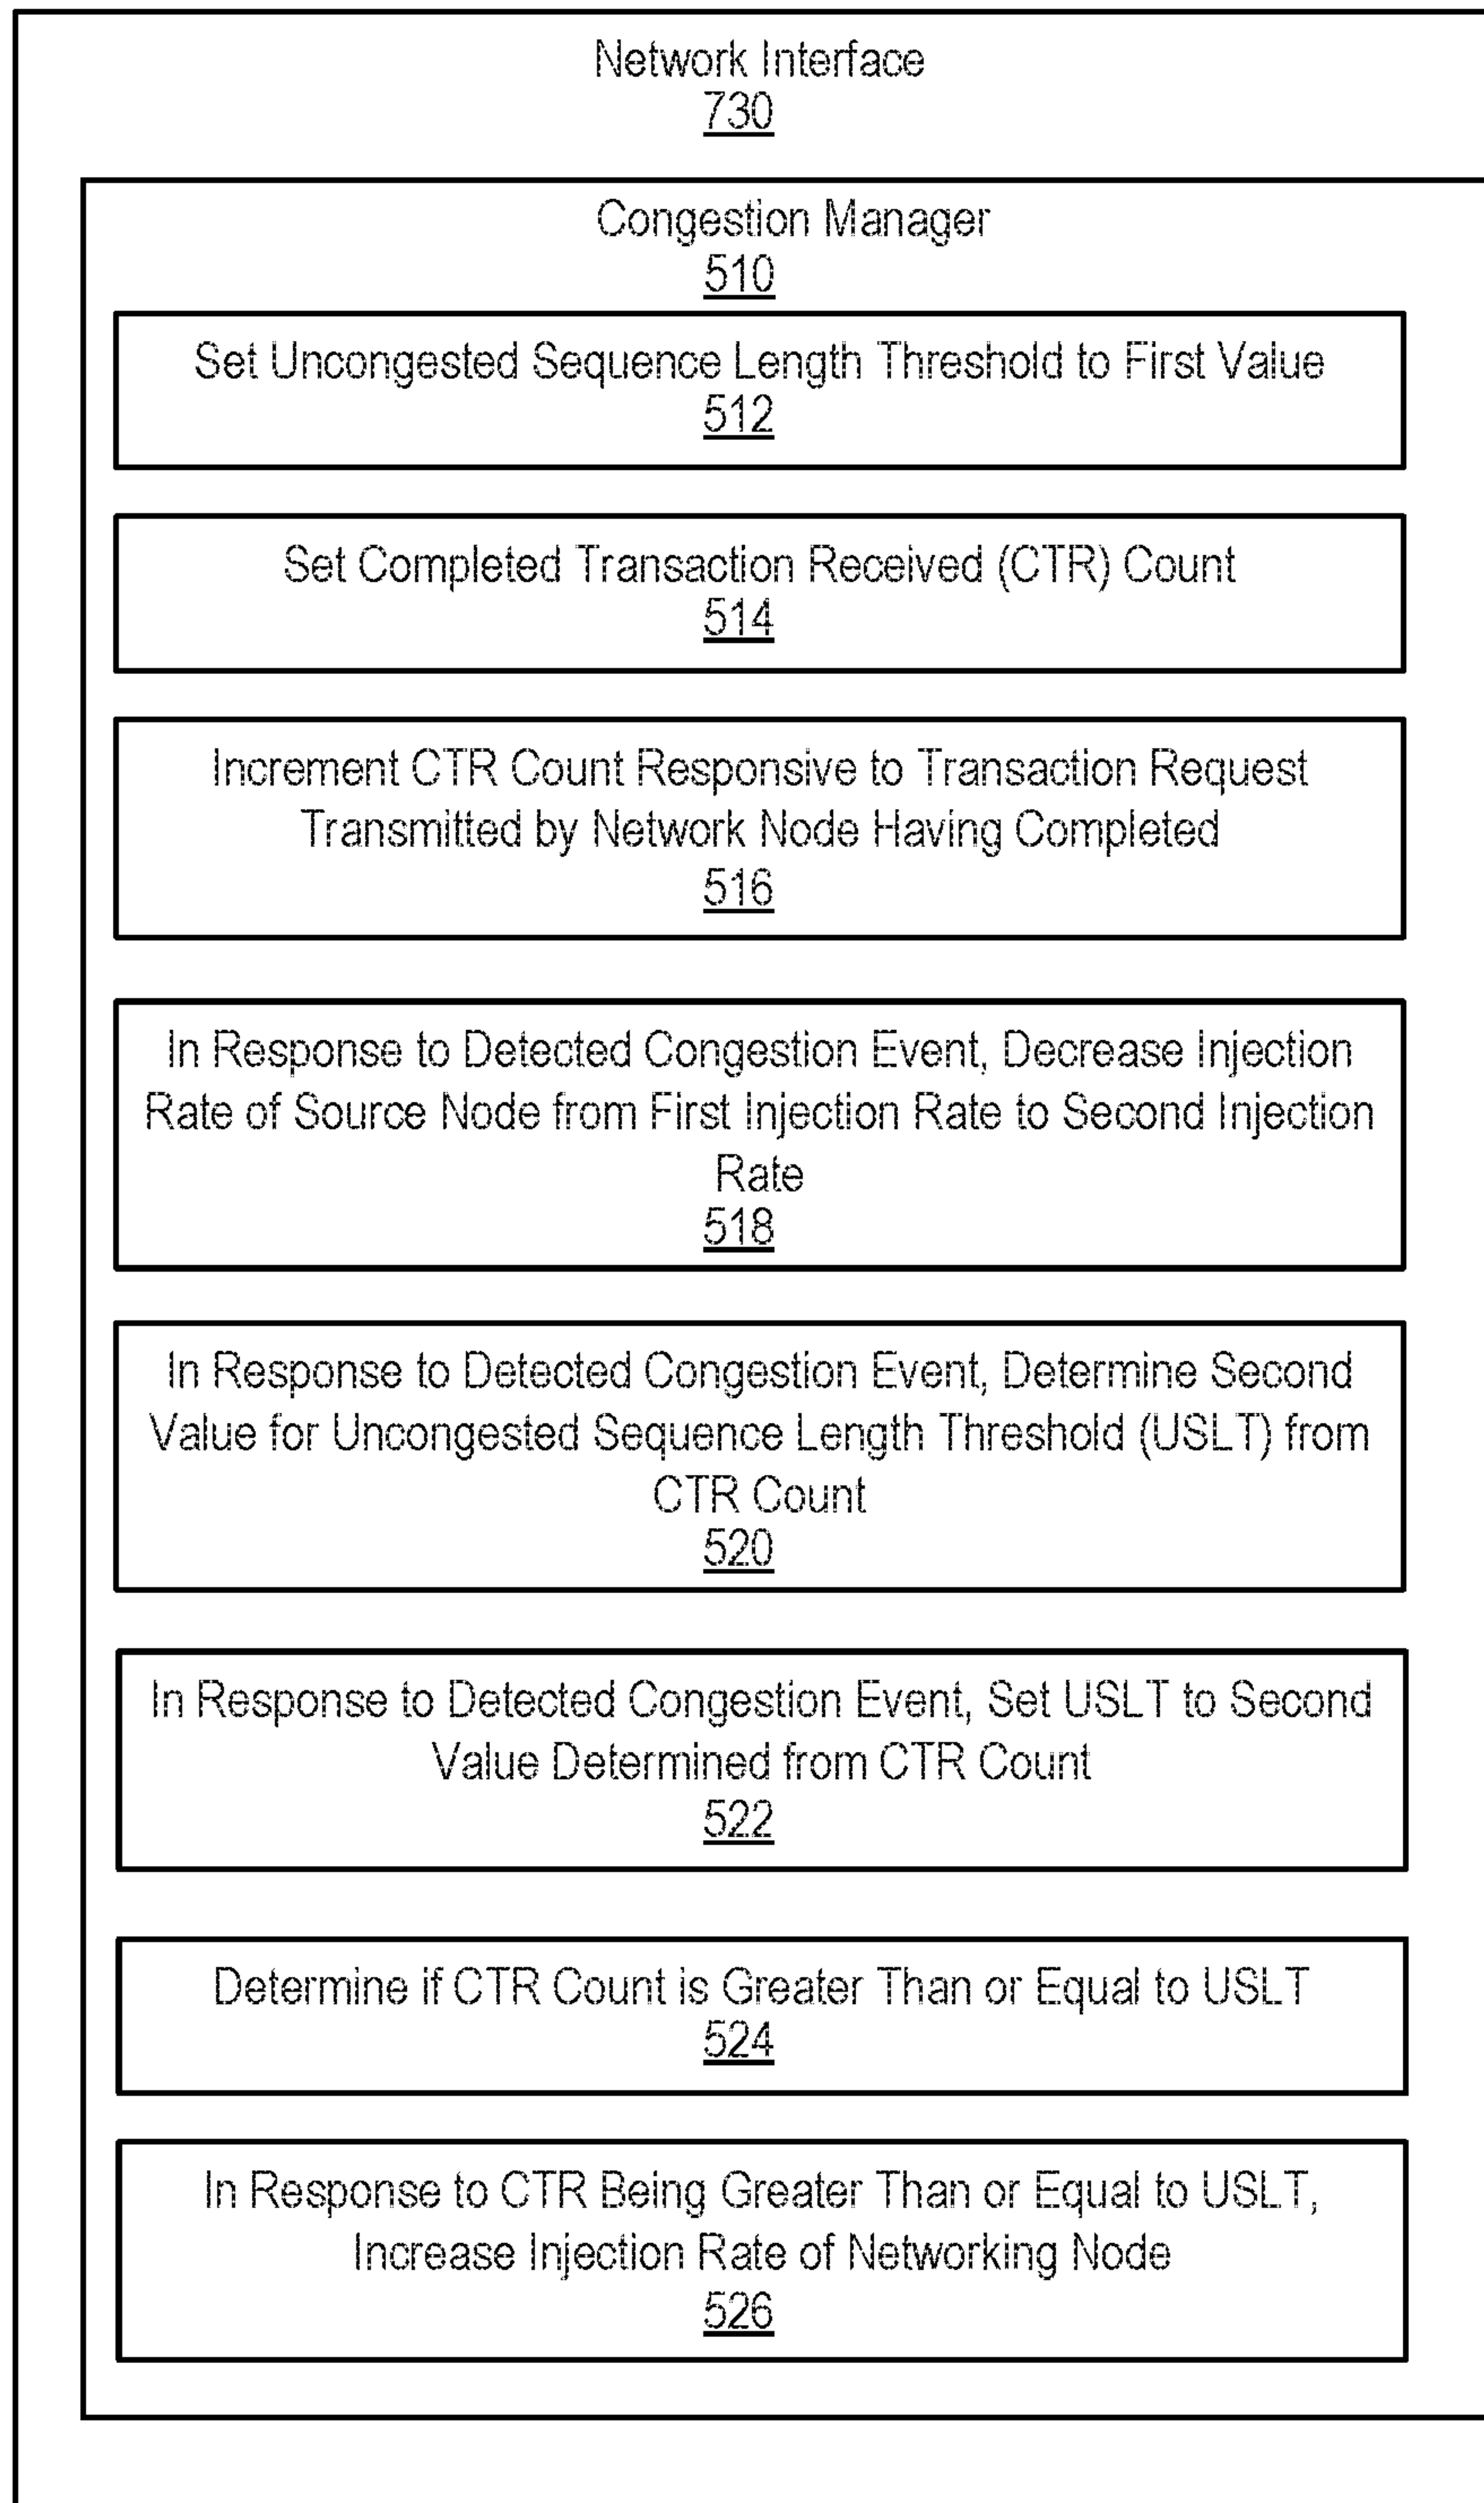 Network Interface
730
Congestion Manager
510
Set Uncongested Sequence Length Threshold to First Value
512
Set Completed Transaction Received (CTR) Count
514
Increment CTR Count Responsive to Transaction Request
Transmitted by Network Node Having Completed
516
In Response to Detected Congestion Event, Decrease Injection
Rate of Source Node from First Injection Rate to Second Injection
Rate
518
In Response to Detected Congestion Event, Determine Second
Value for Uncongested Sequence Length Threshold (USLT) from
CTR Count
520
In Response to Detected Congestion Event, Set USLT to Second
Value Determined from CTR Count
522
Determine if CTR Count is Greater Than or Equal to USLT
524
In Response to CTR Being Greater Than or Equal to USLT,
Increase Injection Rate of Networking Node
526